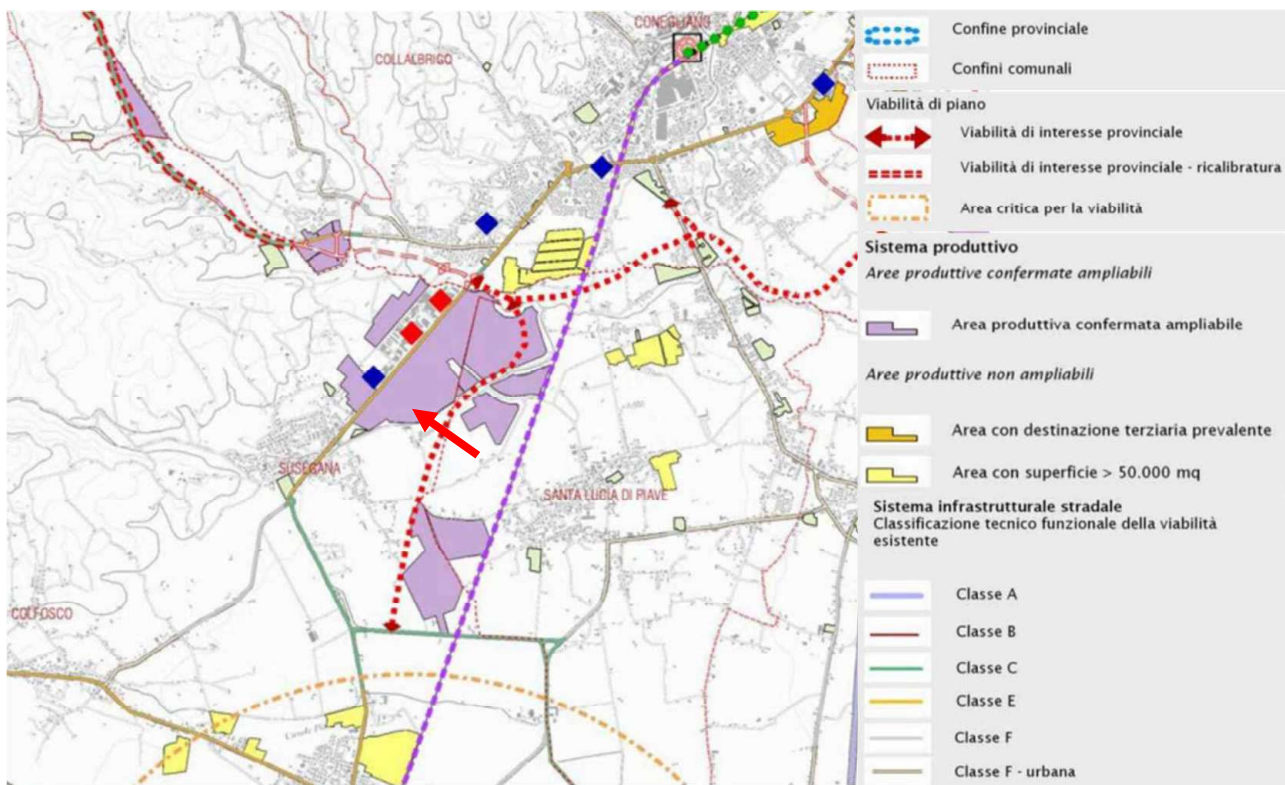 CONEGLIANO
COLLALBRIGO
SUSEGANA
SANTA LUCIA DI PIAVE
COLFOSCO
Confine provinciale
Confini comunali
Viabilità di piano
Viabilità di interesse provinciale
Viabilità di interesse provinciale - ricalibratura
Area critica per la viabilità
Sistema produttivo
Aree produttive confermate ampliabili
Area produttiva confermata ampliabile
Aree produttive non ampliabili
Area con destinazione terziaria prevalente
Area con superficie > 50.000 mq
Sistema infrastrutturale stradale
Classificazione tecnico funzionale della viabilità
esistente
Classe A
Classe B
Classe C
Classe E
Classe F
Classe F - urbana